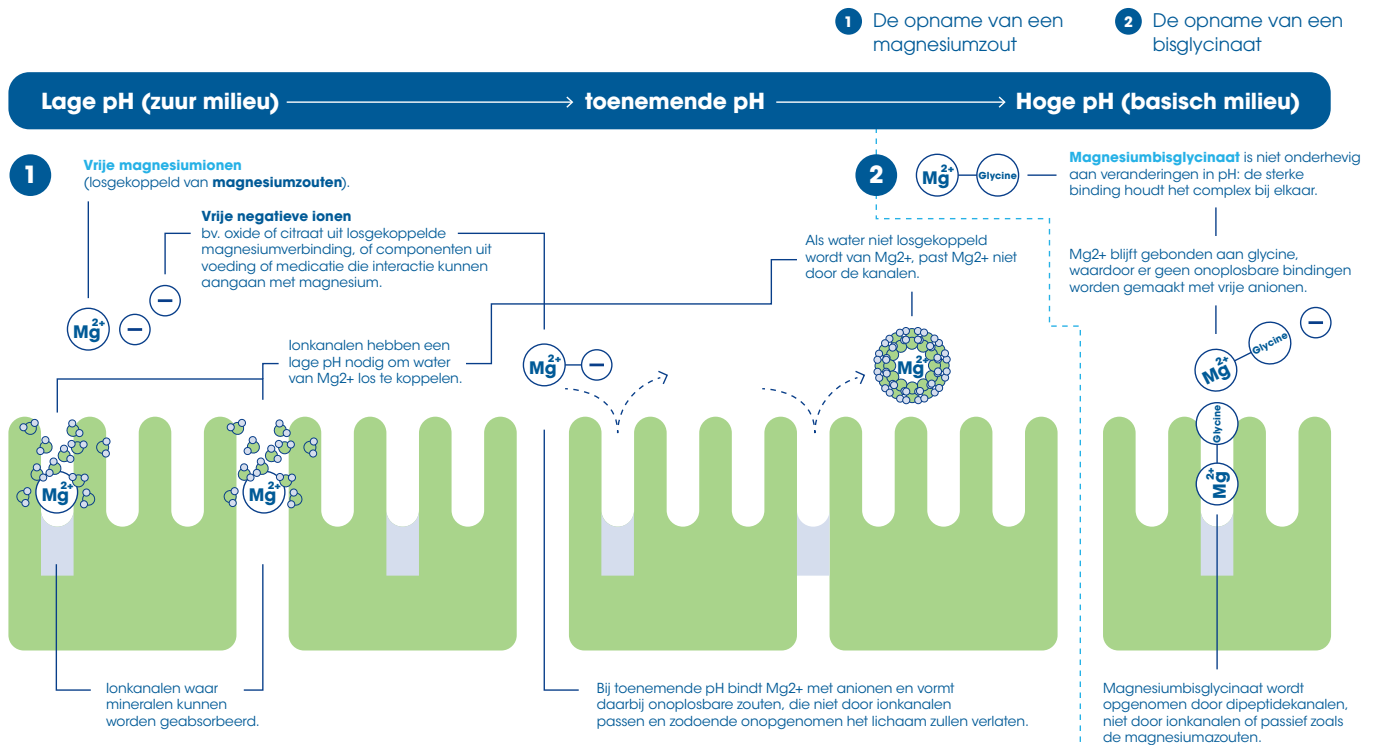 1 De opname van een
magnesiumzout
2 De opname van een
bisglycinaat
Lage pH (zuur milieu) toenemende pH Hoge pH (basisch milieu)
1
Vrije magnesiumionen
(losgekoppeld van magnesiumzouten).
Vrije negatieve ionen
bv. oxide of citraat uit losgekoppelde
magnesiumverbinding, of componenten uit
voeding of medicatie die interactie kunnen
aangaan met magnesium.
Mg2+
−
−
Ionkanalen hebben een
lage pH nodig om water
van Mg2+ los te koppelen.
Mg2+ −
Als water niet losgekoppeld
wordt van Mg2+, past Mg2+ niet
door de kanalen.
Mg2+
2
Mg2+ Glycine
Magnesiumbisglycinaat is niet onderhevig
aan veranderingen in pH: de sterke
binding houdt het complex bij elkaar.
Mg2+ blijft gebonden aan glycine,
waardoor er geen onoplosbare bindingen
worden gemaakt met vrije anionen.
−
Mg2+ Glycine
Glycine
Mg2+
Mg2+
Mg2+
Ionkanalen waar
mineralen kunnen
worden geabsorbeerd.
Bij toenemende pH bindt Mg2+ met anionen en vormt
daarbij onoplosbare zouten, die niet door ionkanalen
passen en zodoende onopgenomen het lichaam zullen verlaten.
Magnesiumbisglycinaat wordt
opgenomen door dipeptidekanalen,
niet door ionkanalen of passief zoals
de magnesiumazouten.